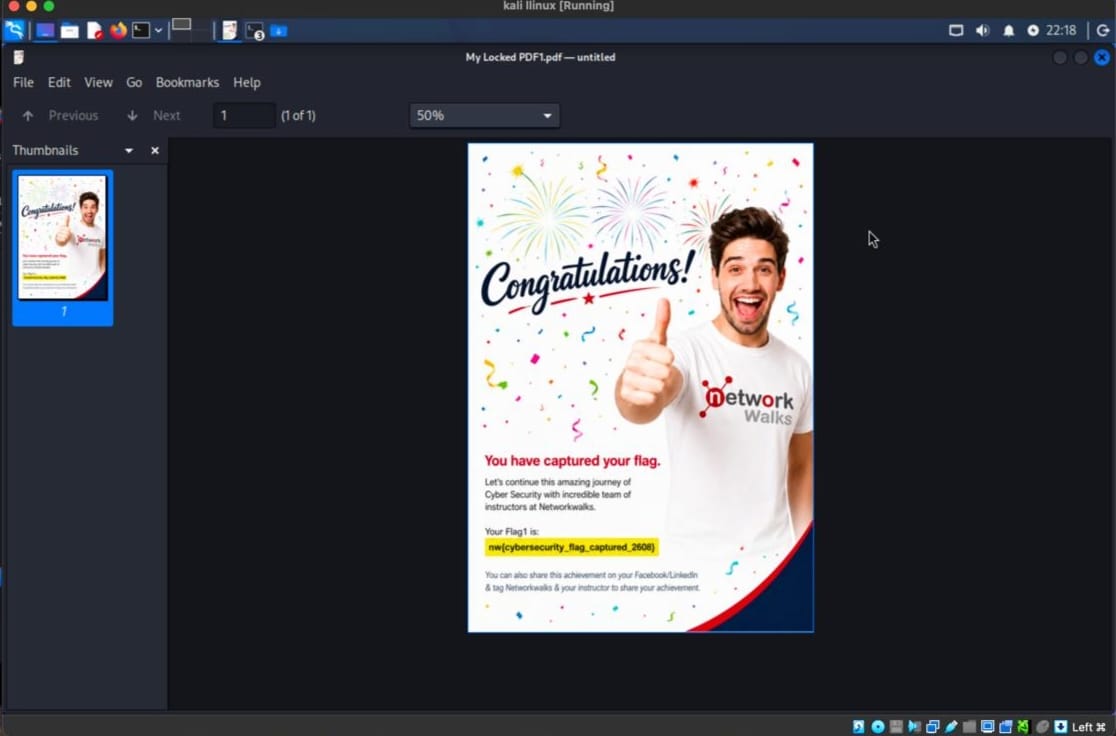 kali llinux [Running]
3
22:18
My Locked PDF1.pdf — untitled
File Edit View Go Bookmarks Help
Previous Next 1 (1 of 1) 50%
Thumbnails
1
Congratulations!
network
Walks
You have captured your flag.
Let's continue this amazing journey of
Cyber Security with incredible team of
instructors at Networkwalks.
Your Flag1 is:
nw{cybersecurity_flag_captured_2608}
You can also share this achievement on your Facebook/LinkedIn
& tag Networkwalks & your instructor to share your achievement.
Left ⌘